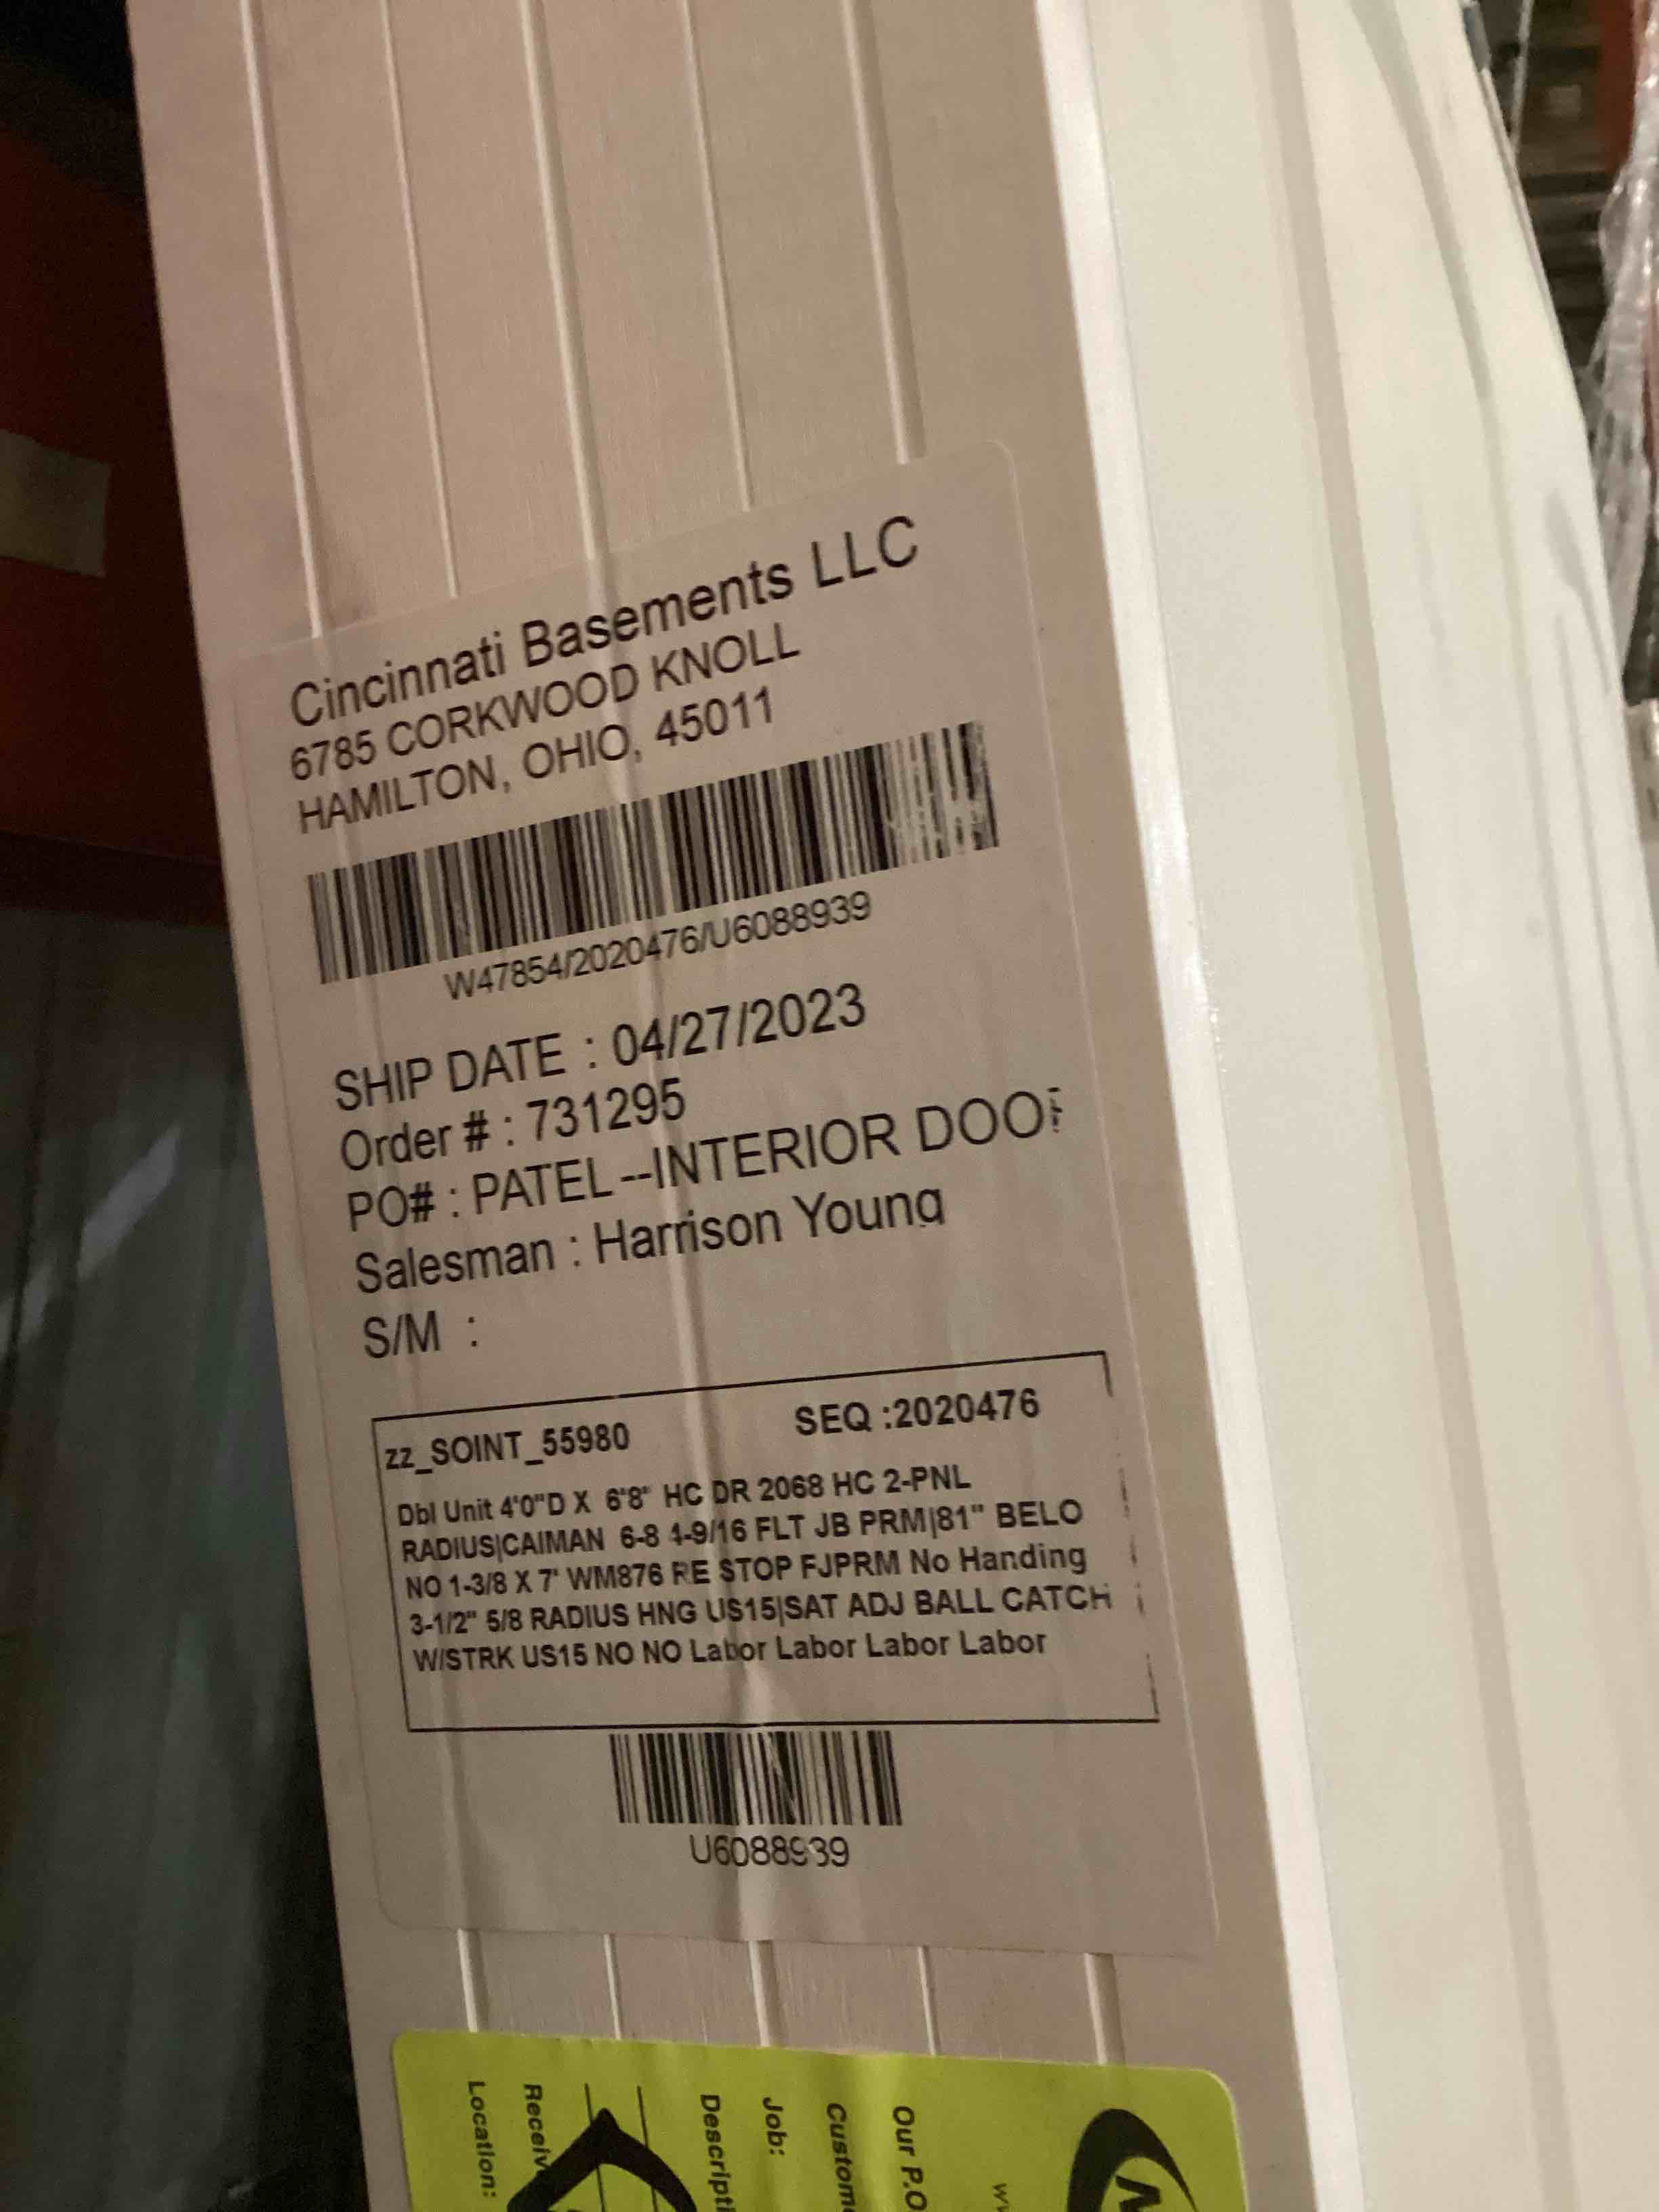 Cincinnati Basements LLC
6785 CORKWOOD KNOLL
HAMILTON, OHIO, 45011
W47854/2020476/U6088939
SHIP DATE : 04/27/2023
Order # : 731295
PO# : PATEL--INTERIOR DOO
Salesman : Harrison Young
S/M :
zz_SOINT_55980 SEQ :2020476
Dbl Unit 4'0"D X 6'8" HC DR 2068 HC 2-PNL
RADIUS|CAIMAN 6-8 4-9/16 FLT JB PRM|81" BELO
NO 1-3/8 X 7' WM876 RE STOP FJPRM No Handing
3-1/2" 5/8 RADIUS HNG US15|SAT ADJ BALL CATCH
W/STRK US15 NO NO Labor Labor Labor Labor
U6088939
Our P.O
Custome
Job:
Descripti
Receiv
Location: